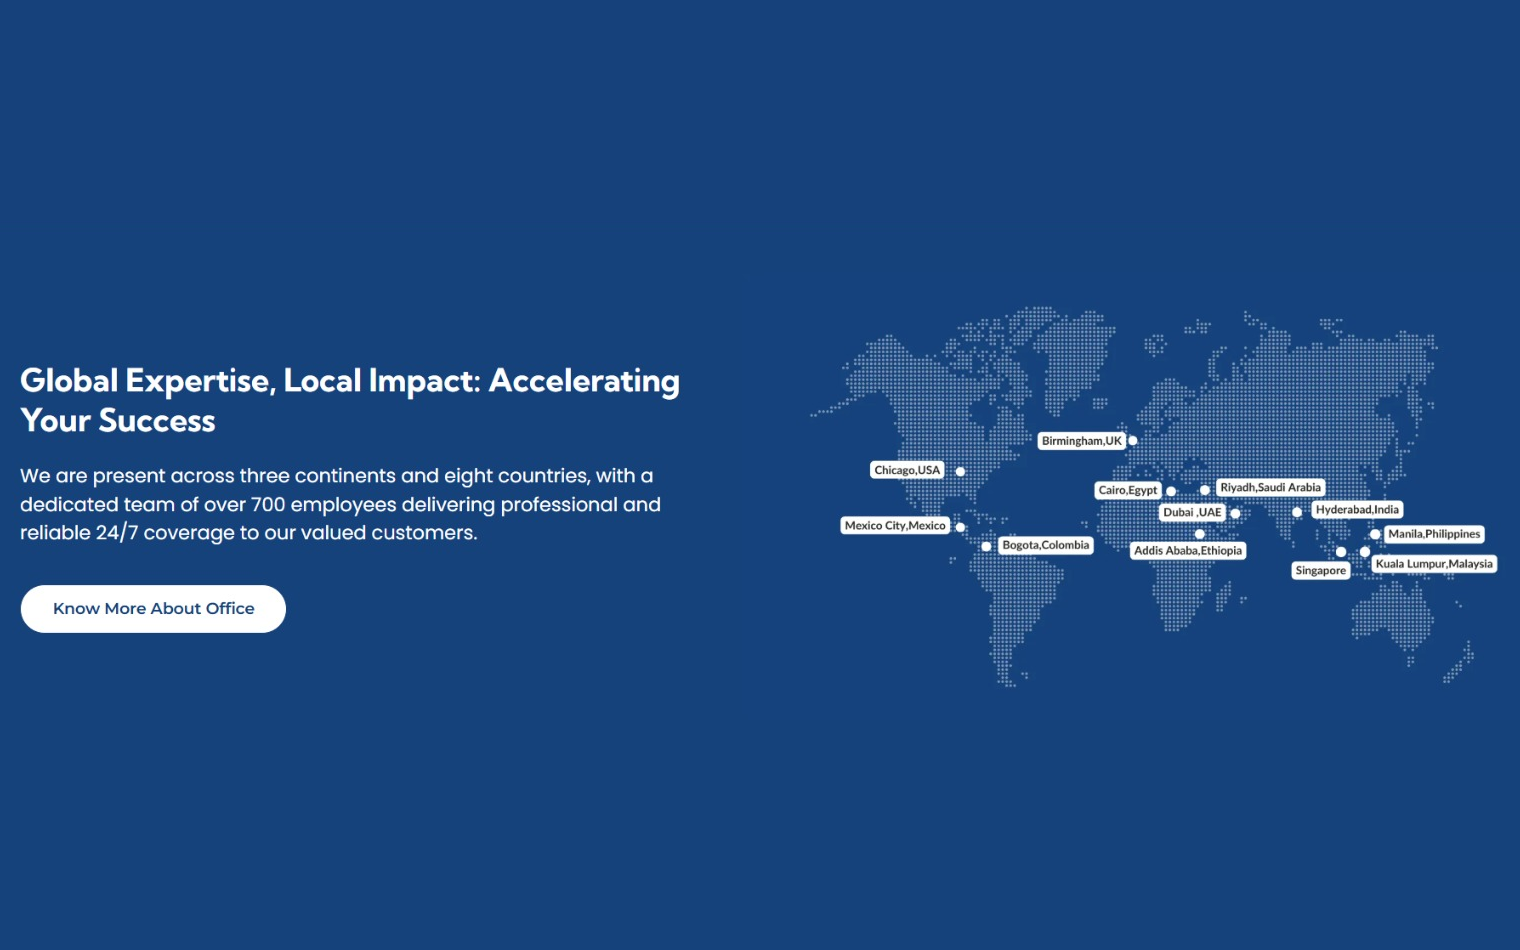 Global Expertise, Local Impact: Accelerating
Your Success
We are present across three continents and eight countries, with a
dedicated team of over 700 employees delivering professional and
reliable 24/7 coverage to our valued customers.
Know More About Office
Birmingham,UK
Chicago,USA
Cairo,Egypt
Riyadh,Saudi Arabia
Dubai ,UAE
Hyderabad,India
Mexico City,Mexico
Bogota,Colombia
Addis Ababa,Ethiopia
Manila,Philippines
Singapore
Kuala Lumpur,Malaysia